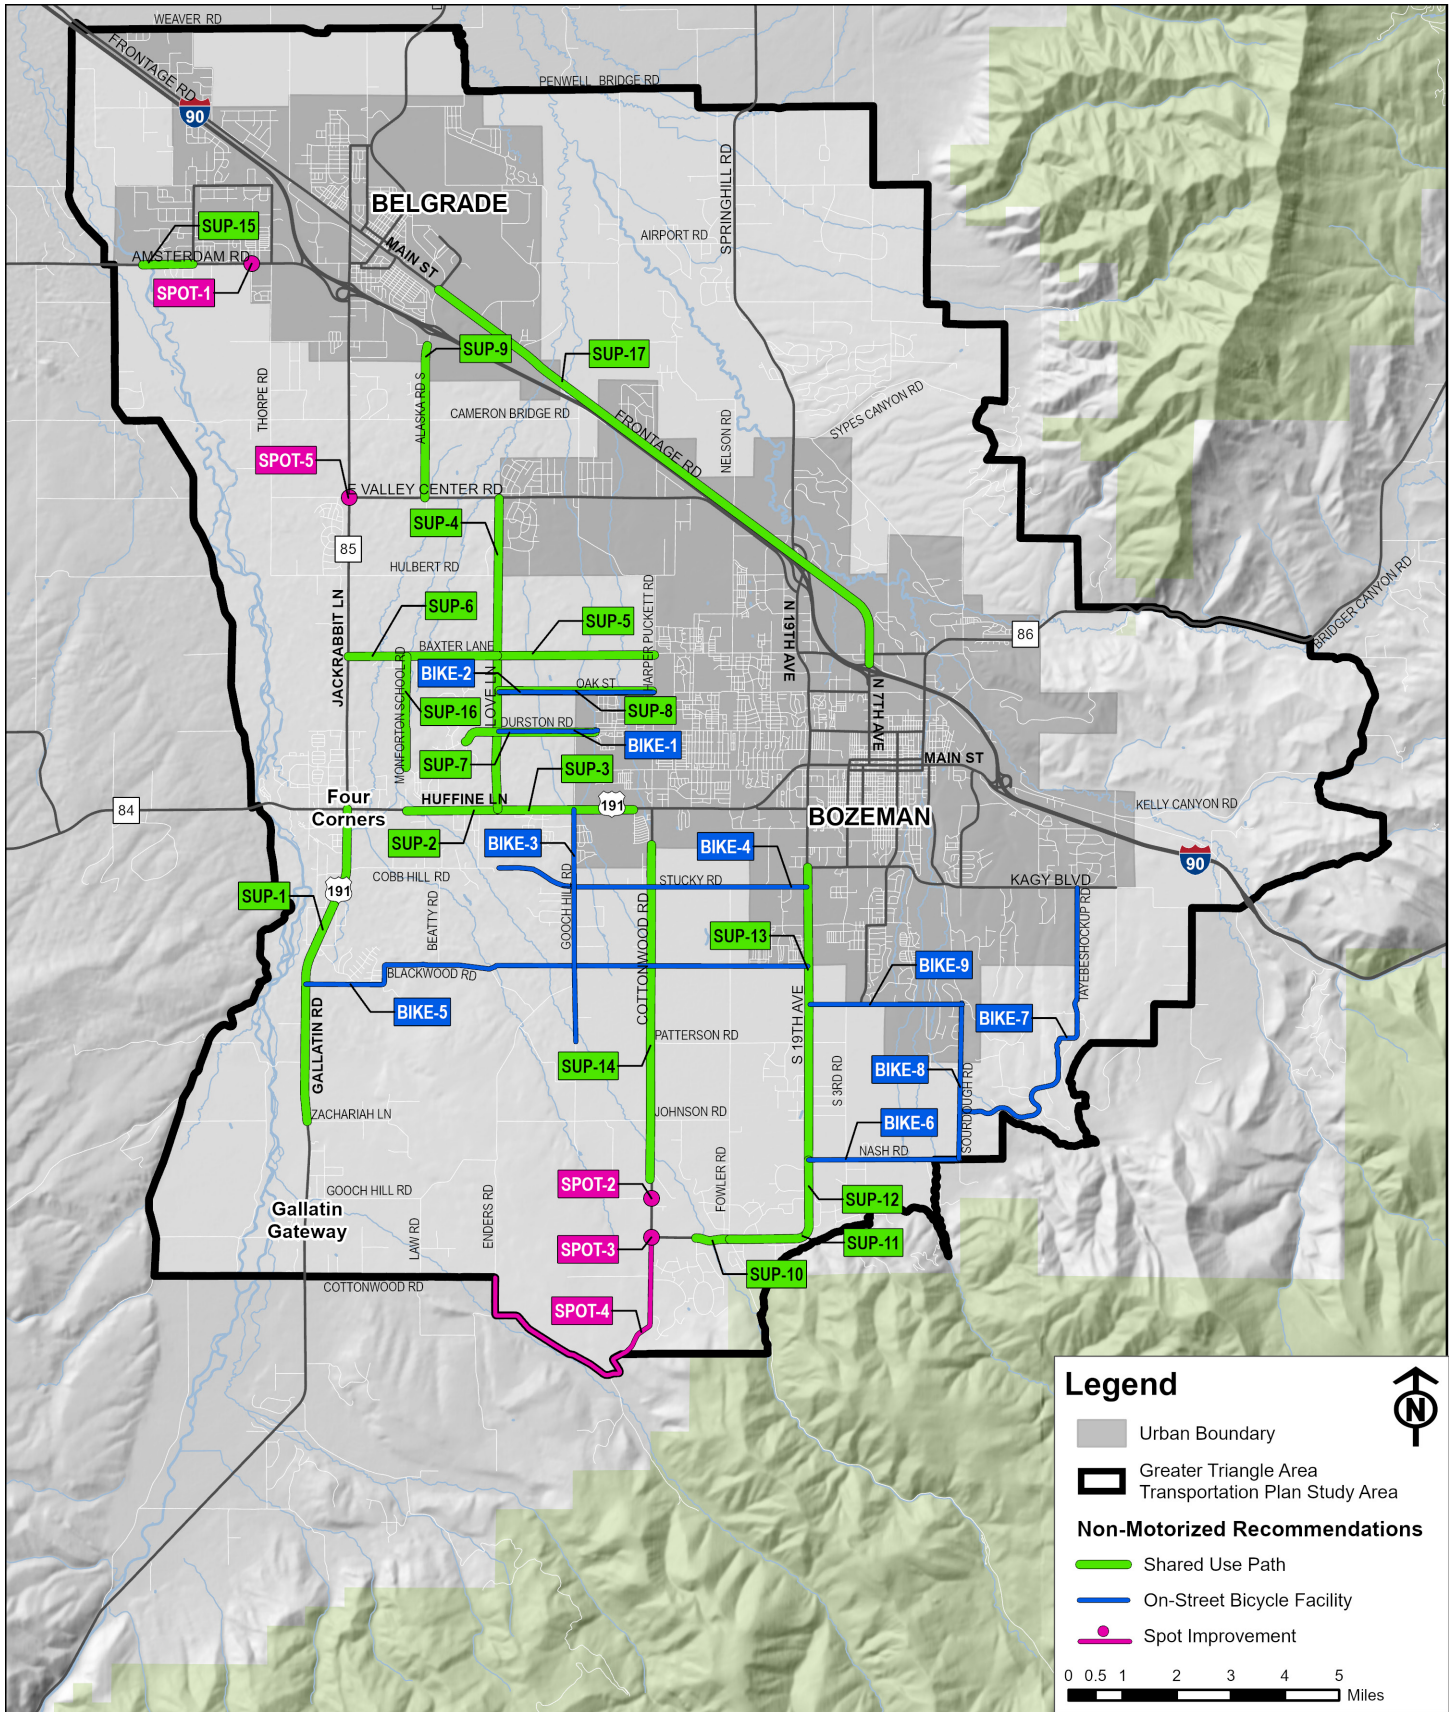 WEAVER RD
FRONTAGE RD
90
PENWELL BRIDGE RD
SPRINGHILL RD
BELGRADE
SUP-15
AIRPORT RD
MAIN ST
AMSTERDAM RD
SPOT-1
SUP-9
SUP-17
THORPE RD
ALASKA RD S
CAMERON BRIDGE RD
SYPES CANYON RD
FRONTAGE RD
NELSON RD
SPOT-5
E VALLEY CENTER RD
SUP-4
85
HULBERT RD
HARPER PUCKETT RD
BRIDGER CANYON RD
SUP-6
SUP-5
N 19TH AVE
86
JACKRABBIT LN
BAXTER LANE
MONFORTON SCHOOL RD
BIKE-2
LOVE LN
OAK ST
N 7TH AVE
SUP-16
SUP-8
DURSTON RD
BIKE-1
SUP-7
SUP-3
MAIN ST
Four
Corners
HUFFINE LN
191
84
BOZEMAN
KELLY CANYON RD
SUP-2
BIKE-3
BIKE-4
90
COBB HILL RD
STUCKY RD
KAGY BLVD
191
SUP-1
BEATTY RD
GOOCH HILL RD
COTTONWOOD RD
TAYEBESHOCKUP RD
SUP-13
BLACKWOOD RD
BIKE-9
BIKE-5
GALLATIN RD
BIKE-7
S 19TH AVE
PATTERSON RD
SUP-14
S 3RD RD
BIKE-8
SOURDOUGH RD
ZACHARIAH LN
JOHNSON RD
BIKE-6
NASH RD
FOWLER RD
SPOT-2
GOOCH HILL RD
SUP-12
Gallatin
Gateway
LAW RD
ENDERS RD
SPOT-3
SUP-11
SUP-10
COTTONWOOD RD
SPOT-4
Legend
N
Urban Boundary
Greater Triangle Area
Transportation Plan Study Area
Non-Motorized Recommendations
Shared Use Path
On-Street Bicycle Facility
Spot Improvement
0 0.5 1 2 3 4 5
Miles